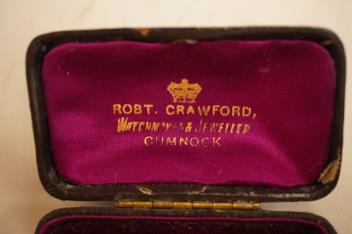 ROBT. CRAWFORD,
WATCHMAKER & JEWELLER
CUMNOCK